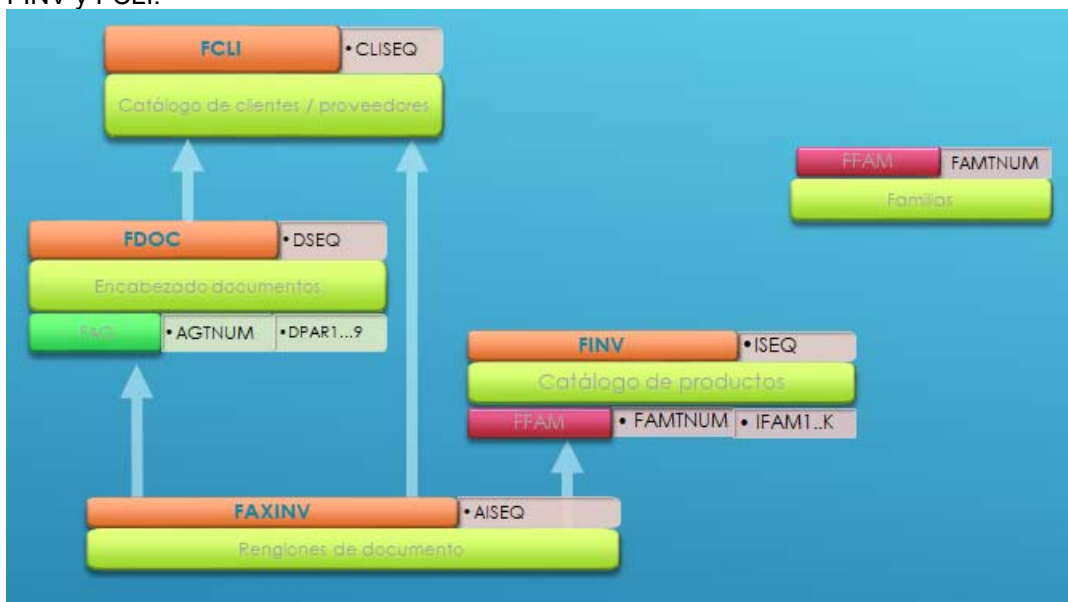 FINV y FCLI.
FCLI
• CLISEQ
Catálogo de clientes / proveedores
FFAM
FAMTNUM
Familias
FDOC
• DSEQ
Encabezado documentos
• AGTNUM
• DPAR1...9
FINV
• ISEQ
Catálogo de productos
FFAM
• FAMTNUM
• IFAM1..K
FAXINV
• AISEQ
Renglones de documento